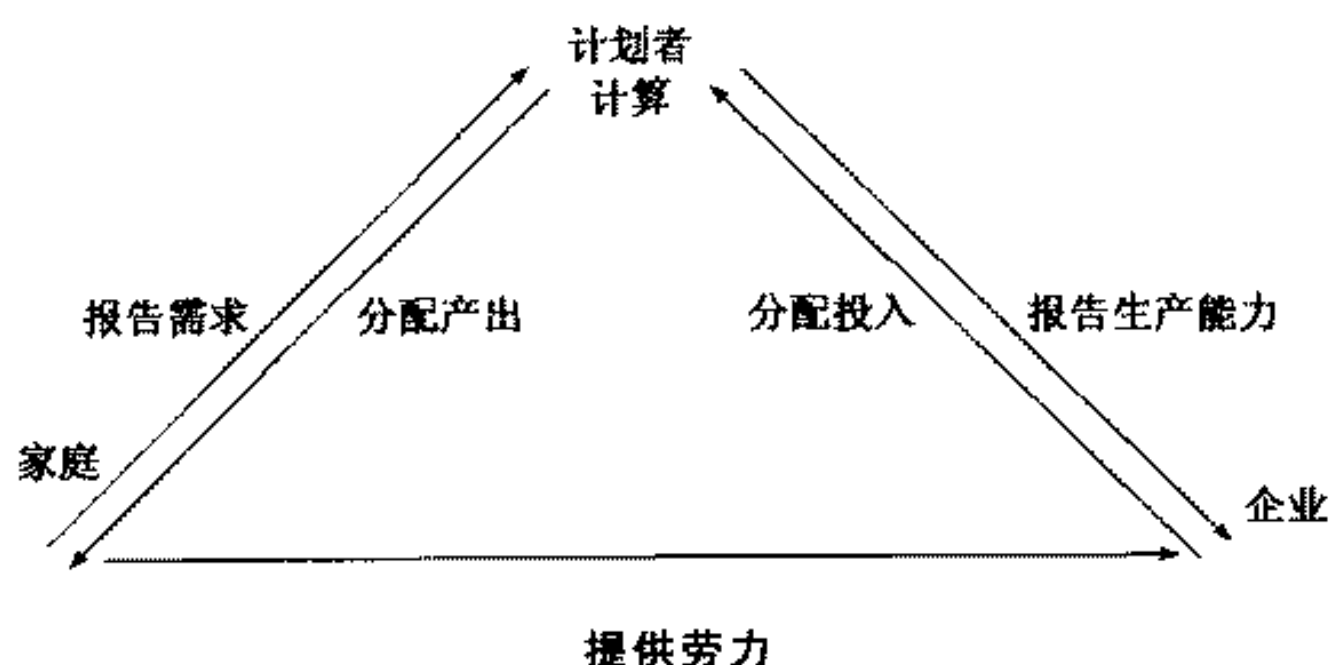 计划者
计算
报告需求
分配产出
分配投入
报告生产能力
家庭
企业
提供劳力